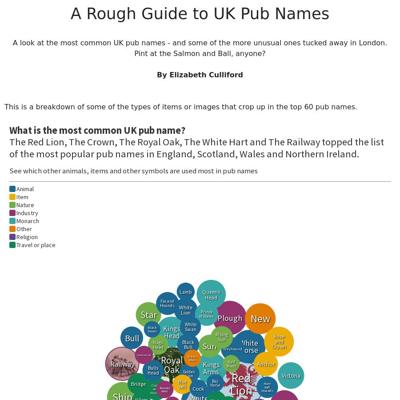 A Rough Guide to UK Pub Names
A look at the most common UK pub names - and some of the more unusual ones tucked away in London.
Pint at the Salmon and Ball, anyone?
By Elizabeth Culliford
This is a breakdown of some of the types of items or images that crop up in the top 60 pub names.
What is the most common UK pub name?
The Red Lion, The Crown, The Royal Oak, The White Hart and The Railway topped the list
of the most popular pub names in England, Scotland, Wales and Northern Ireland.
See which other animals, items and other symbols are used most in pub names
Animal
Item
Nature
Industry
Monarch
Other
Religion
Travel or place
Lamb
Queens
Head
Fox and
Hounds
White
Lion
Star
Plough
New
Kings
Head
White
Swan
Bull
Black
Bull
Sun
White
Horse
Rose
and
Crown
Railway
Royal
Oak
Bulls
Head
Kings
Arms
Anchor
Victoria
Red
Lion
Bridge
Cock
Ship